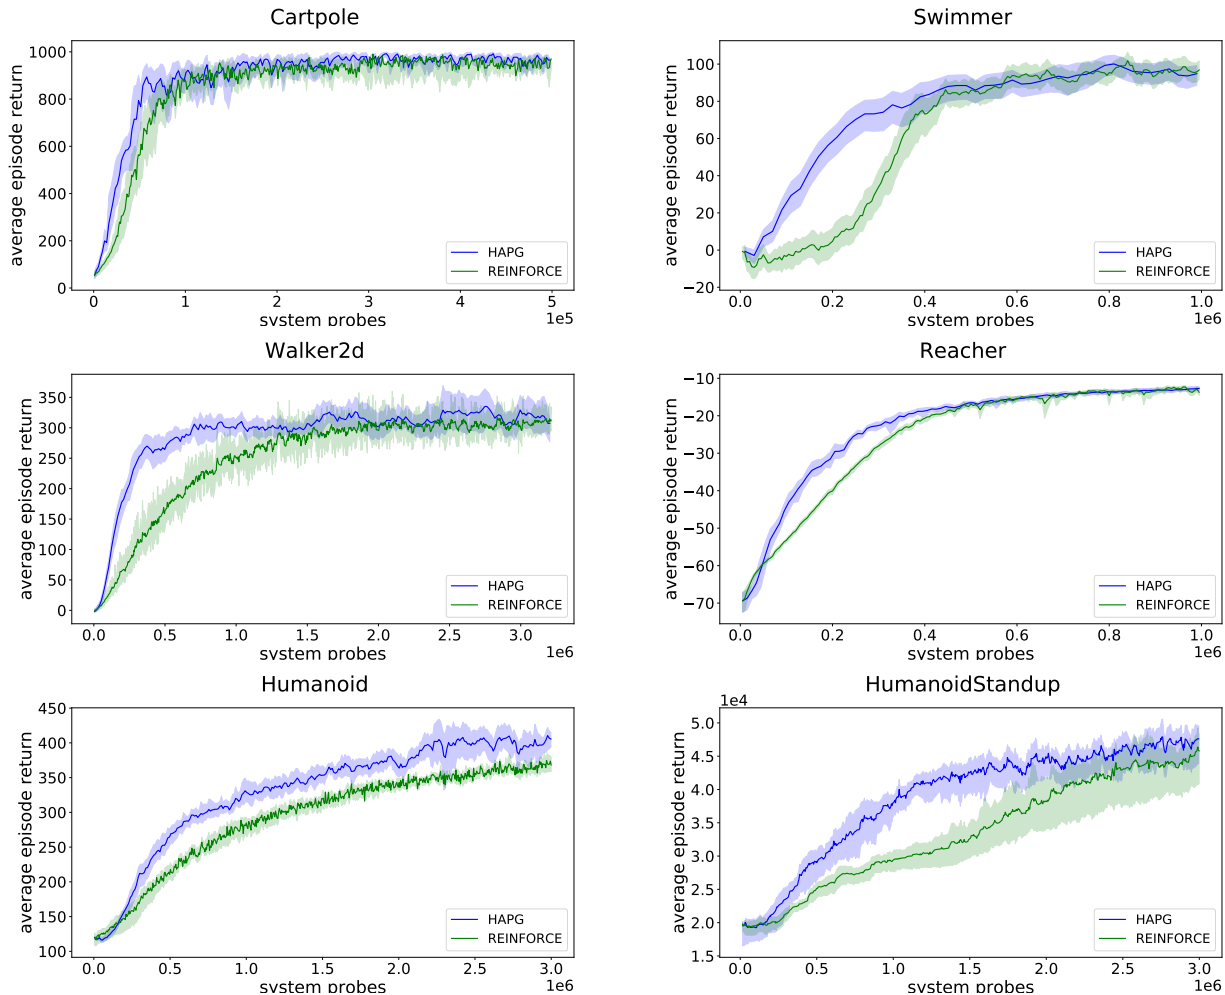 Cartpole
average episode return
1000
800
600
400
200
0
HAPG
REINFORCE
0 1 2 3 4 5
system probes
1e5
Swimmer
average episode return
100
80
60
40
20
0
−20
HAPG
REINFORCE
0.0 0.2 0.4 0.6 0.8 1.0
system probes
1e6
Walker2d
average episode return
350
300
250
200
150
100
50
0
HAPG
REINFORCE
0.0 0.5 1.0 1.5 2.0 2.5 3.0
system probes
1e6
Reacher
average episode return
−10
−20
−30
−40
−50
−60
−70
HAPG
REINFORCE
0.0 0.2 0.4 0.6 0.8 1.0
system probes
1e6
Humanoid
average episode return
450
400
350
300
250
200
150
100
HAPG
REINFORCE
0.0 0.5 1.0 1.5 2.0 2.5 3.0
system probes
1e6
HumanoidStandup
1e4
average episode return
5.0
4.5
4.0
3.5
3.0
2.5
2.0
1.5
HAPG
REINFORCE
0.0 0.5 1.0 1.5 2.0 2.5 3.0
system probes
1e6